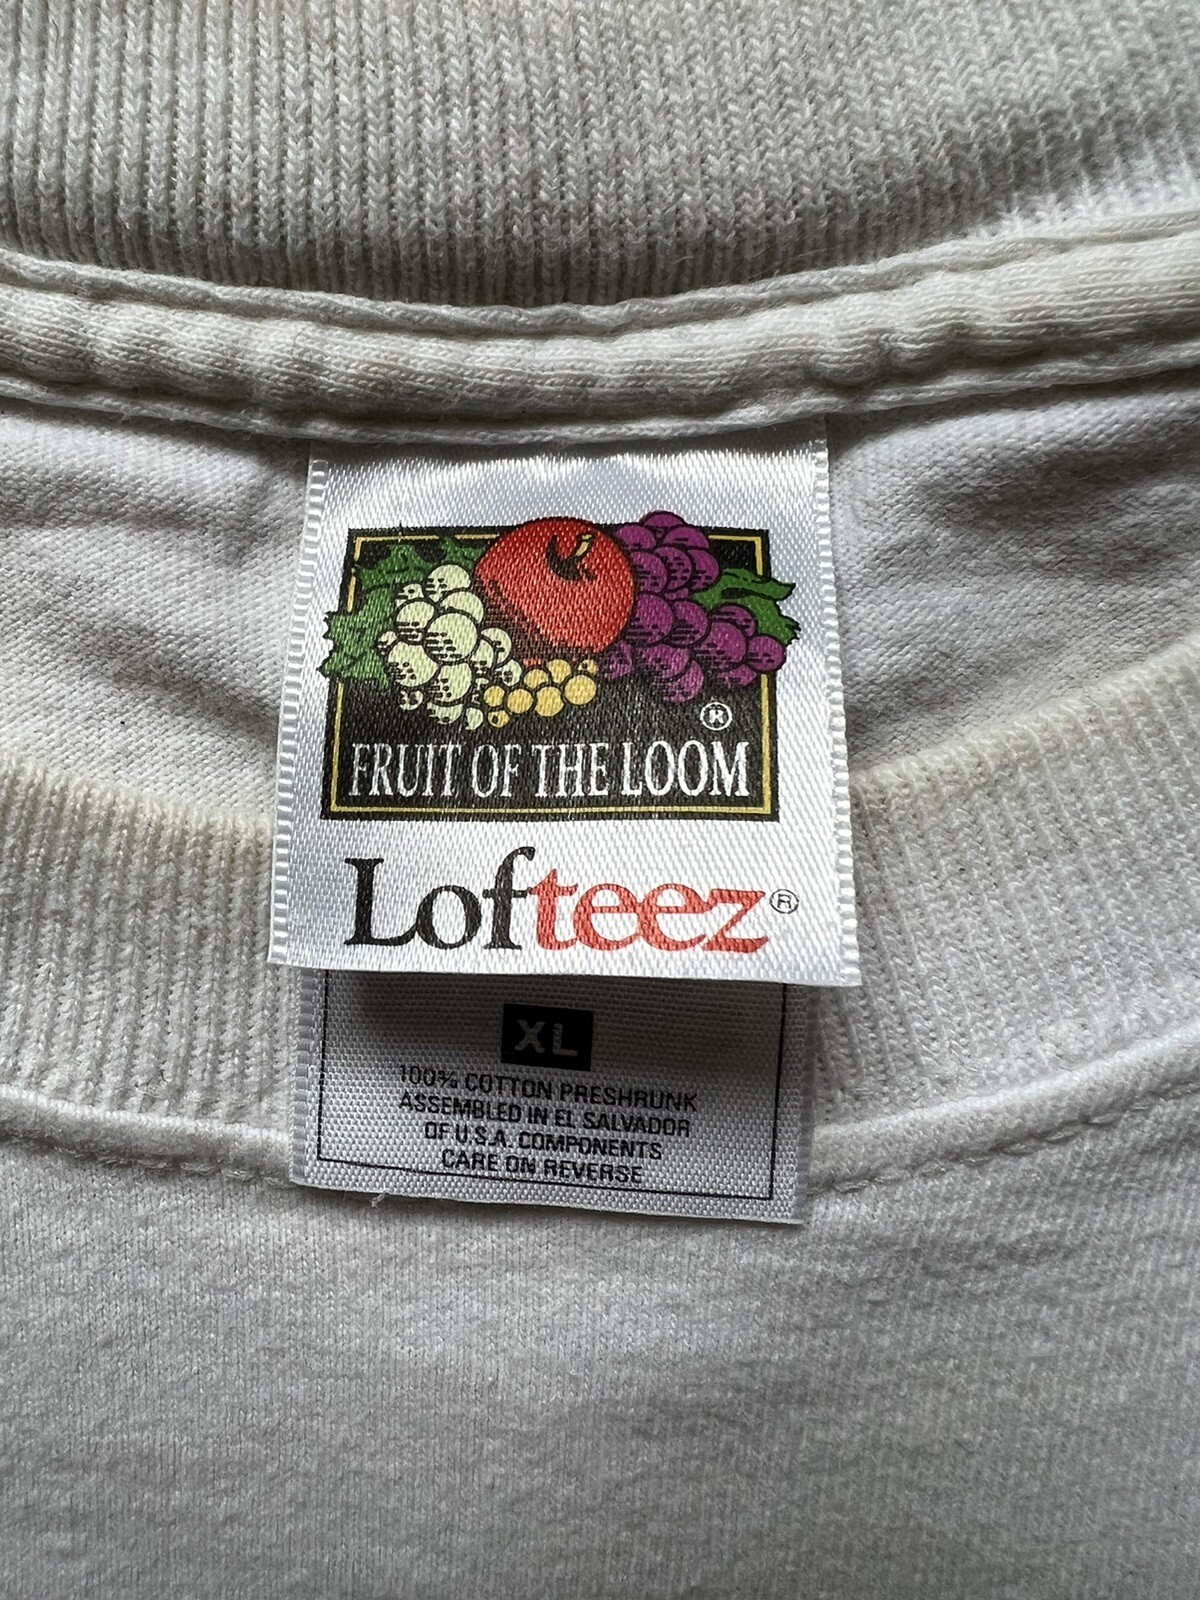 ®
FRUIT OF THE LOOM
Lofteez®
XL
100% COTTON PRESHRUNK
ASSEMBLED IN EL SALVADOR
OF U.S.A. COMPONENTS
CARE ON REVERSE